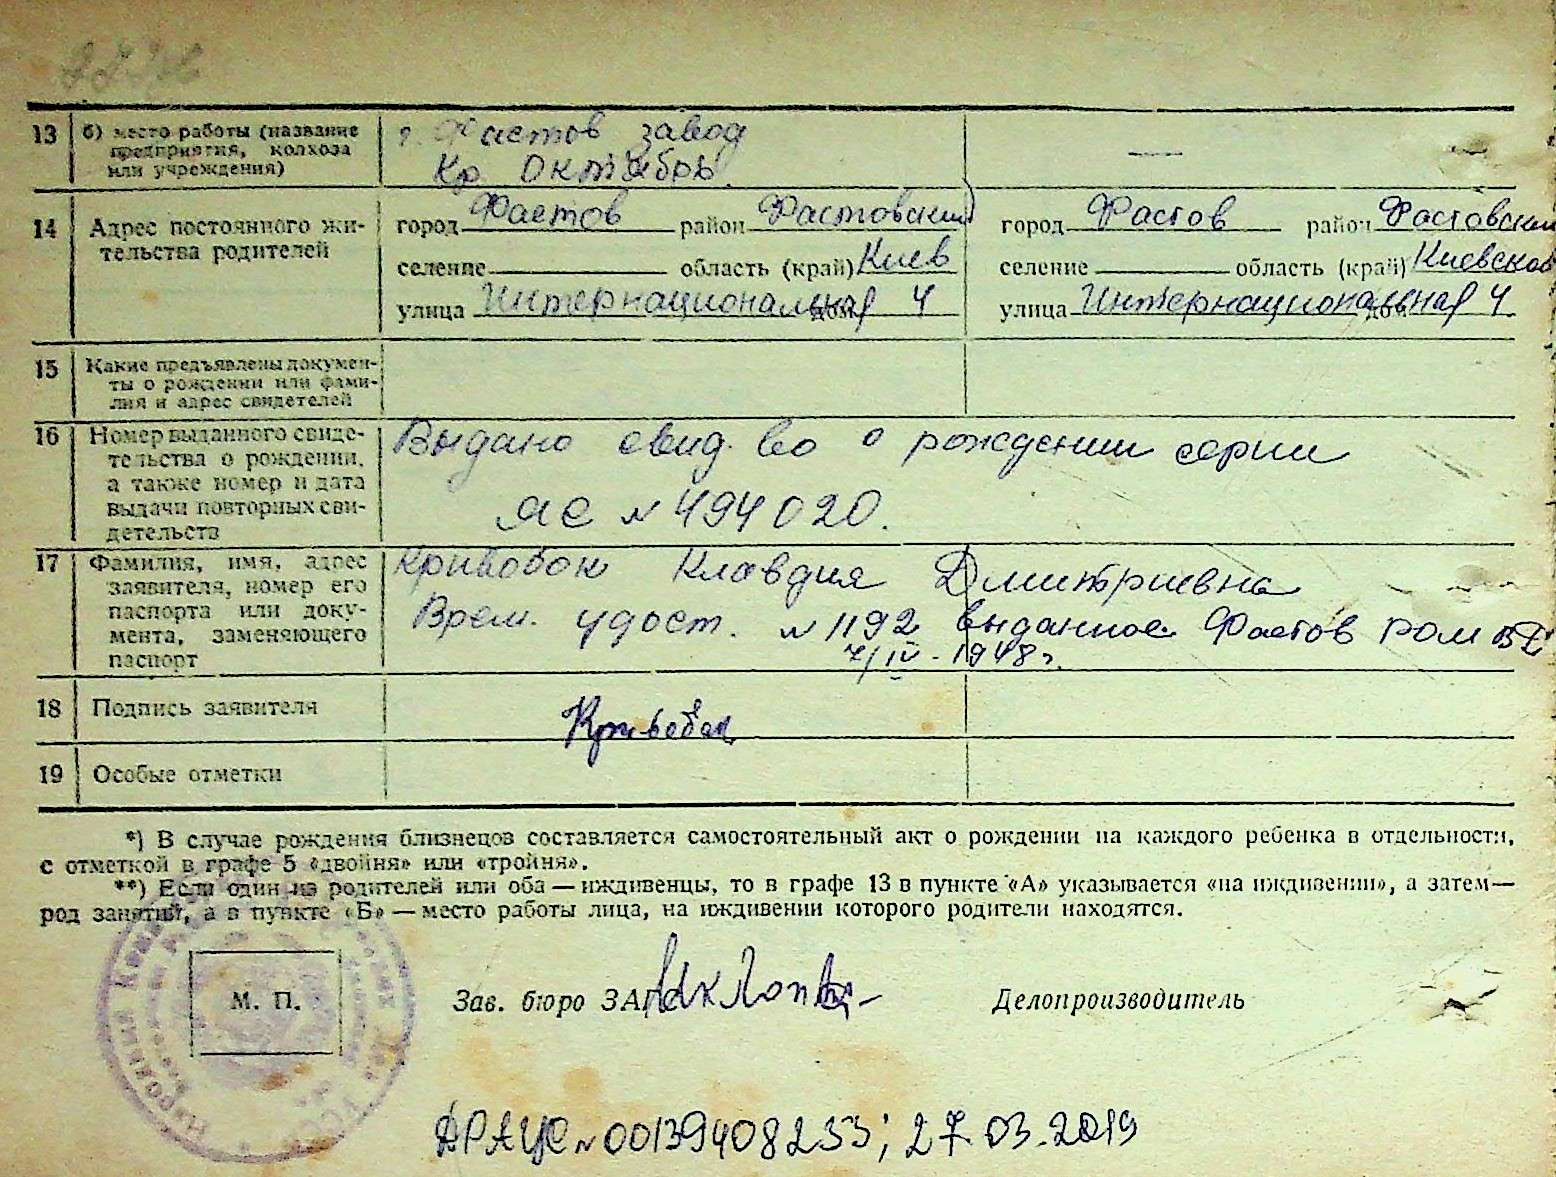 13 б) место работы (название предприятия, колхоза или учреждения)
г. Фастов завод
Кр. Октябрь.
14 Адрес постоянного жительства родителей
город Фастов район Фастовский
селение область (край) Киев
улица Интернациональная дом 4
город Фастов район Фастовский
селение область (край) Киевской
улица Интернациональная дом 4
15 Какие предъявлены документы о рождении или фамилия и адрес свидетелей
16 Номер выданного свидетельства о рождении, а также номер и дата выдачи повторных свидетельств
Выдано свид-во о рождении серии
ЯС № 494020.
17 Фамилия, имя, адрес заявителя, номер его паспорта или документа, заменяющего паспорт
Кривобок Клавдия Дмитриевна
Врем. удост. № 1192 выданное Фастов РОМ
7/IV - 1948 г.
18 Подпись заявителя
Кривобок
19 Особые отметки
*) В случае рождения близнецов составляется самостоятельный акт о рождении на каждого ребенка в отдельности,
с отметкой в графе 5 «двойня» или «тройня».
**) Если один из родителей или оба — иждивенцы, то в графе 13 в пункте «А» указывается «на иждивении», а затем —
род занятий, а в пункте «Б» — место работы лица, на иждивении которого родители находятся.
М. П.
Зав. бюро ЗАГС
Делопроизводитель
ДРАЦС № 00139408253; 27.03.2019